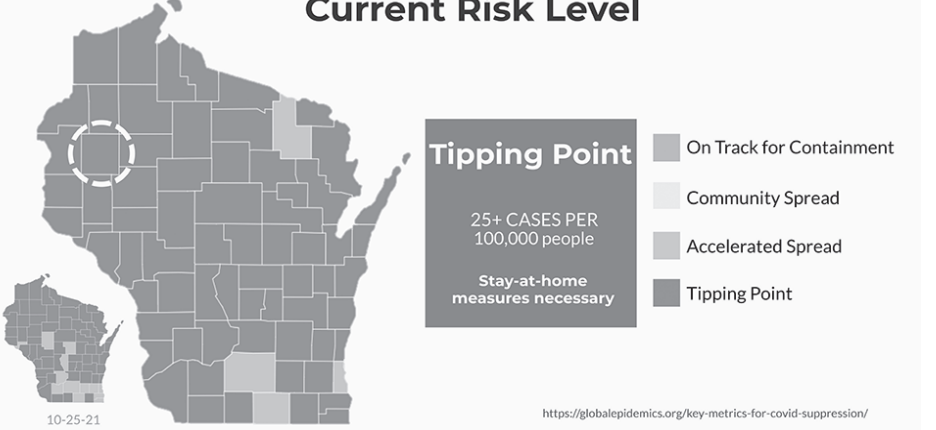 Current Risk Level
Tipping Point
25+ CASES PER
100,000 people
Stay-at-home
measures necessary
On Track for Containment
Community Spread
Accelerated Spread
Tipping Point
10-25-21
https://globalepidemics.org/key-metrics-for-covid-suppression/